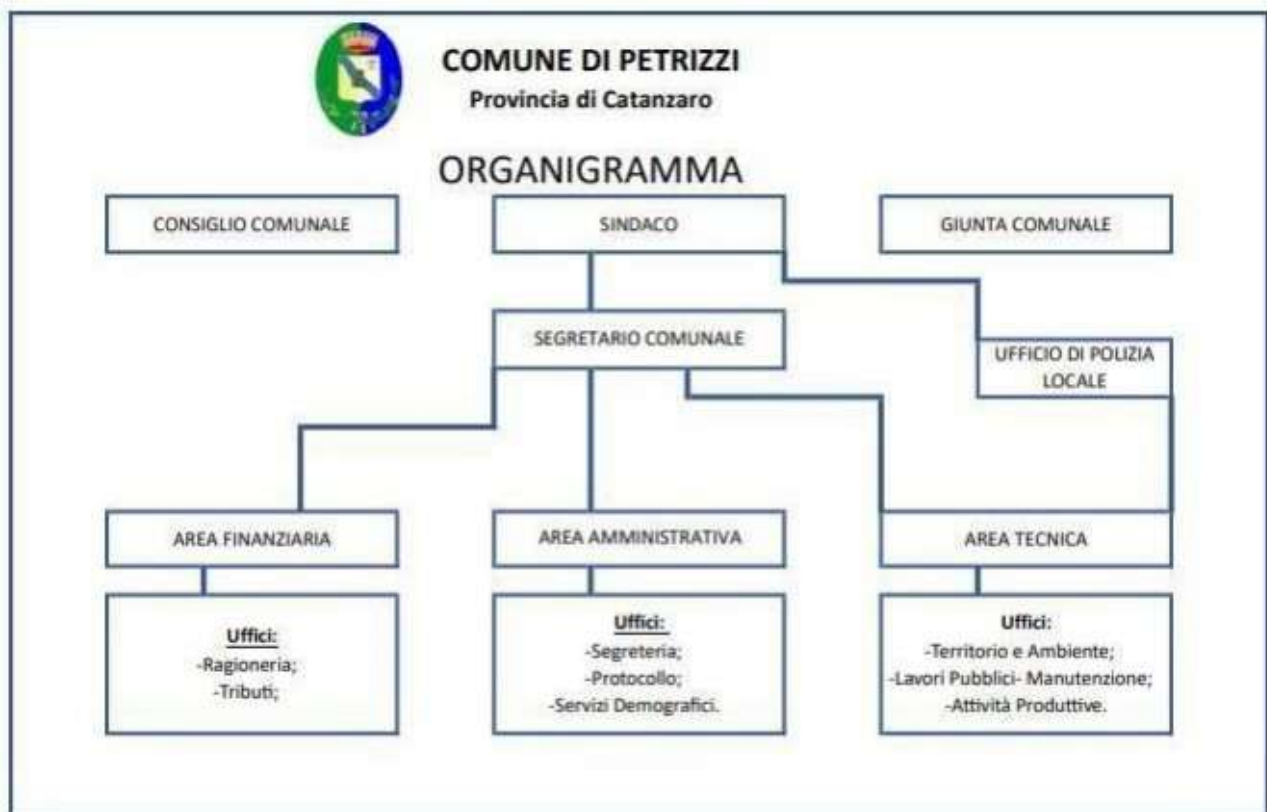 COMUNE DI PETRIZZI
Provincia di Catanzaro
ORGANIGRAMMA
CONSIGLIO COMUNALE
SINDACO
GIUNTA COMUNALE
SEGRETARIO COMUNALE
UFFICIO DI POLIZIA
LOCALE
AREA FINANZIARIA
AREA AMMINISTRATIVA
AREA TECNICA
Uffici:
-Ragioneria;
-Tributi;
Uffici:
-Segreteria;
-Protocollo;
-Servizi Demografici.
Uffici:
-Territorio e Ambiente;
-Lavori Pubblici- Manutenzione;
-Attività Produttive.